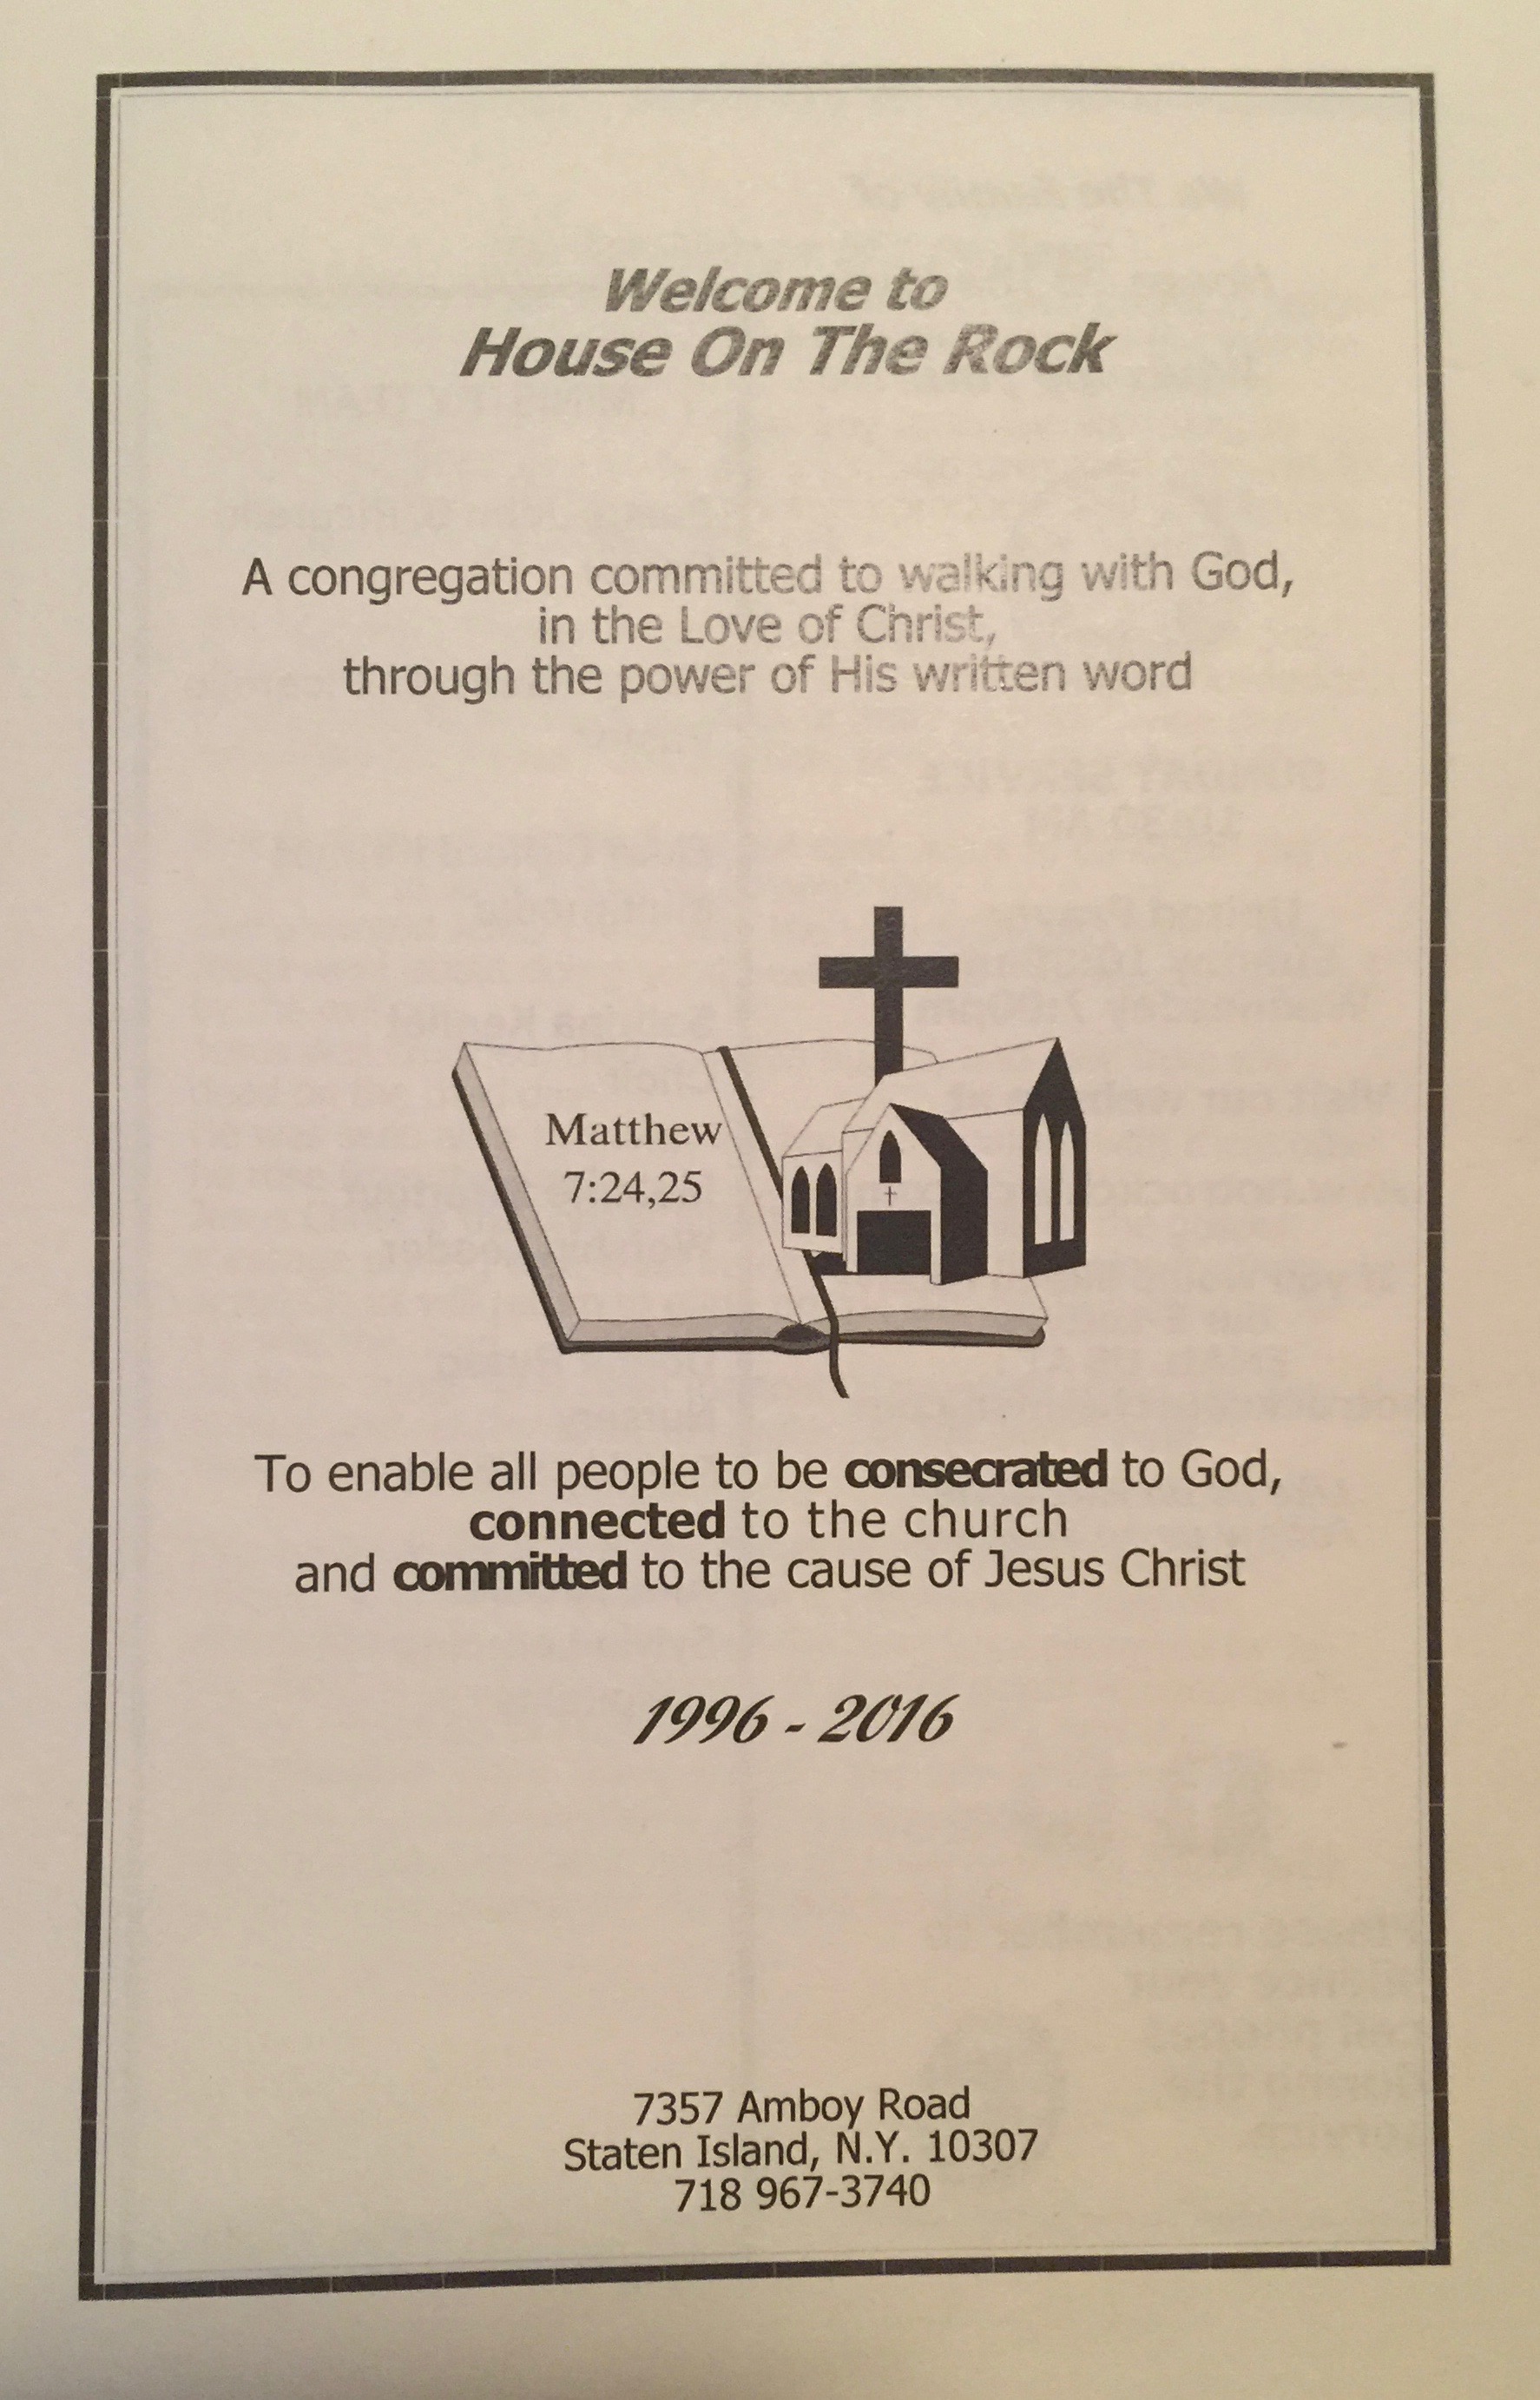 Welcome to
House On The Rock
A congregation committed to walking with God,
in the Love of Christ,
through the power of His written word
Matthew
7:24,25
To enable all people to be consecrated to God,
connected to the church
and committed to the cause of Jesus Christ
1996 - 2016
7357 Amboy Road
Staten Island, N.Y. 10307
718 967-3740